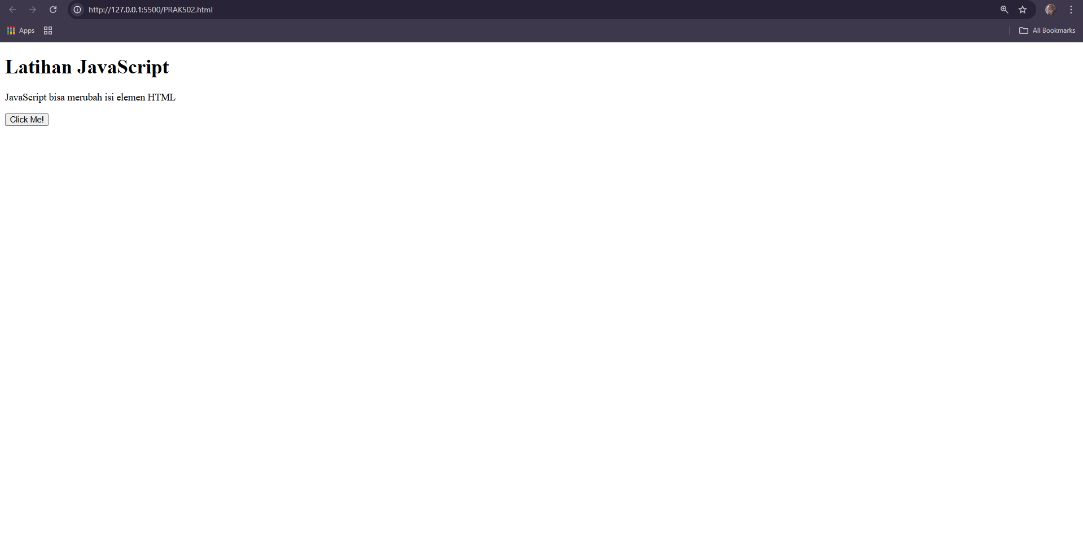 http://127.0.0.1:5500/PRAK502.html
Apps
All Bookmarks
Latihan JavaScript
JavaScript bisa merubah isi elemen HTML
Click Me!